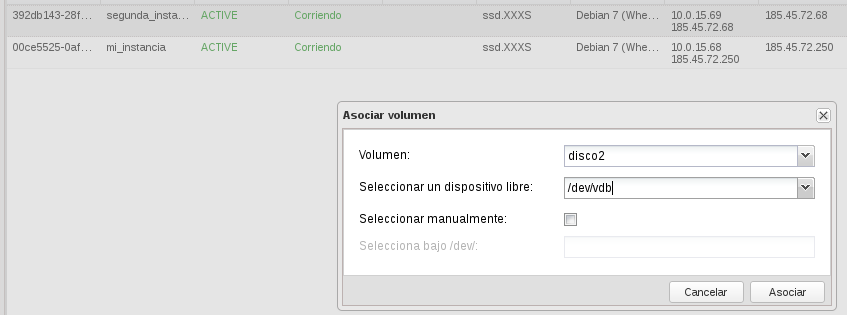 392db143-28f... segunda_insta... ACTIVE Corriendo ssd.XXXS Debian 7 (Whe... 10.0.15.69 185.45.72.68
185.45.72.68
00ce5525-0af... mi_instancia ACTIVE Corriendo ssd.XXXS Debian 7 (Whe... 10.0.15.68 185.45.72.250
185.45.72.250
Asociar volumen
Volumen: disco2
Seleccionar un dispositivo libre: /dev/vdb
Seleccionar manualmente:
Selecciona bajo /dev/:
Cancelar Asociar